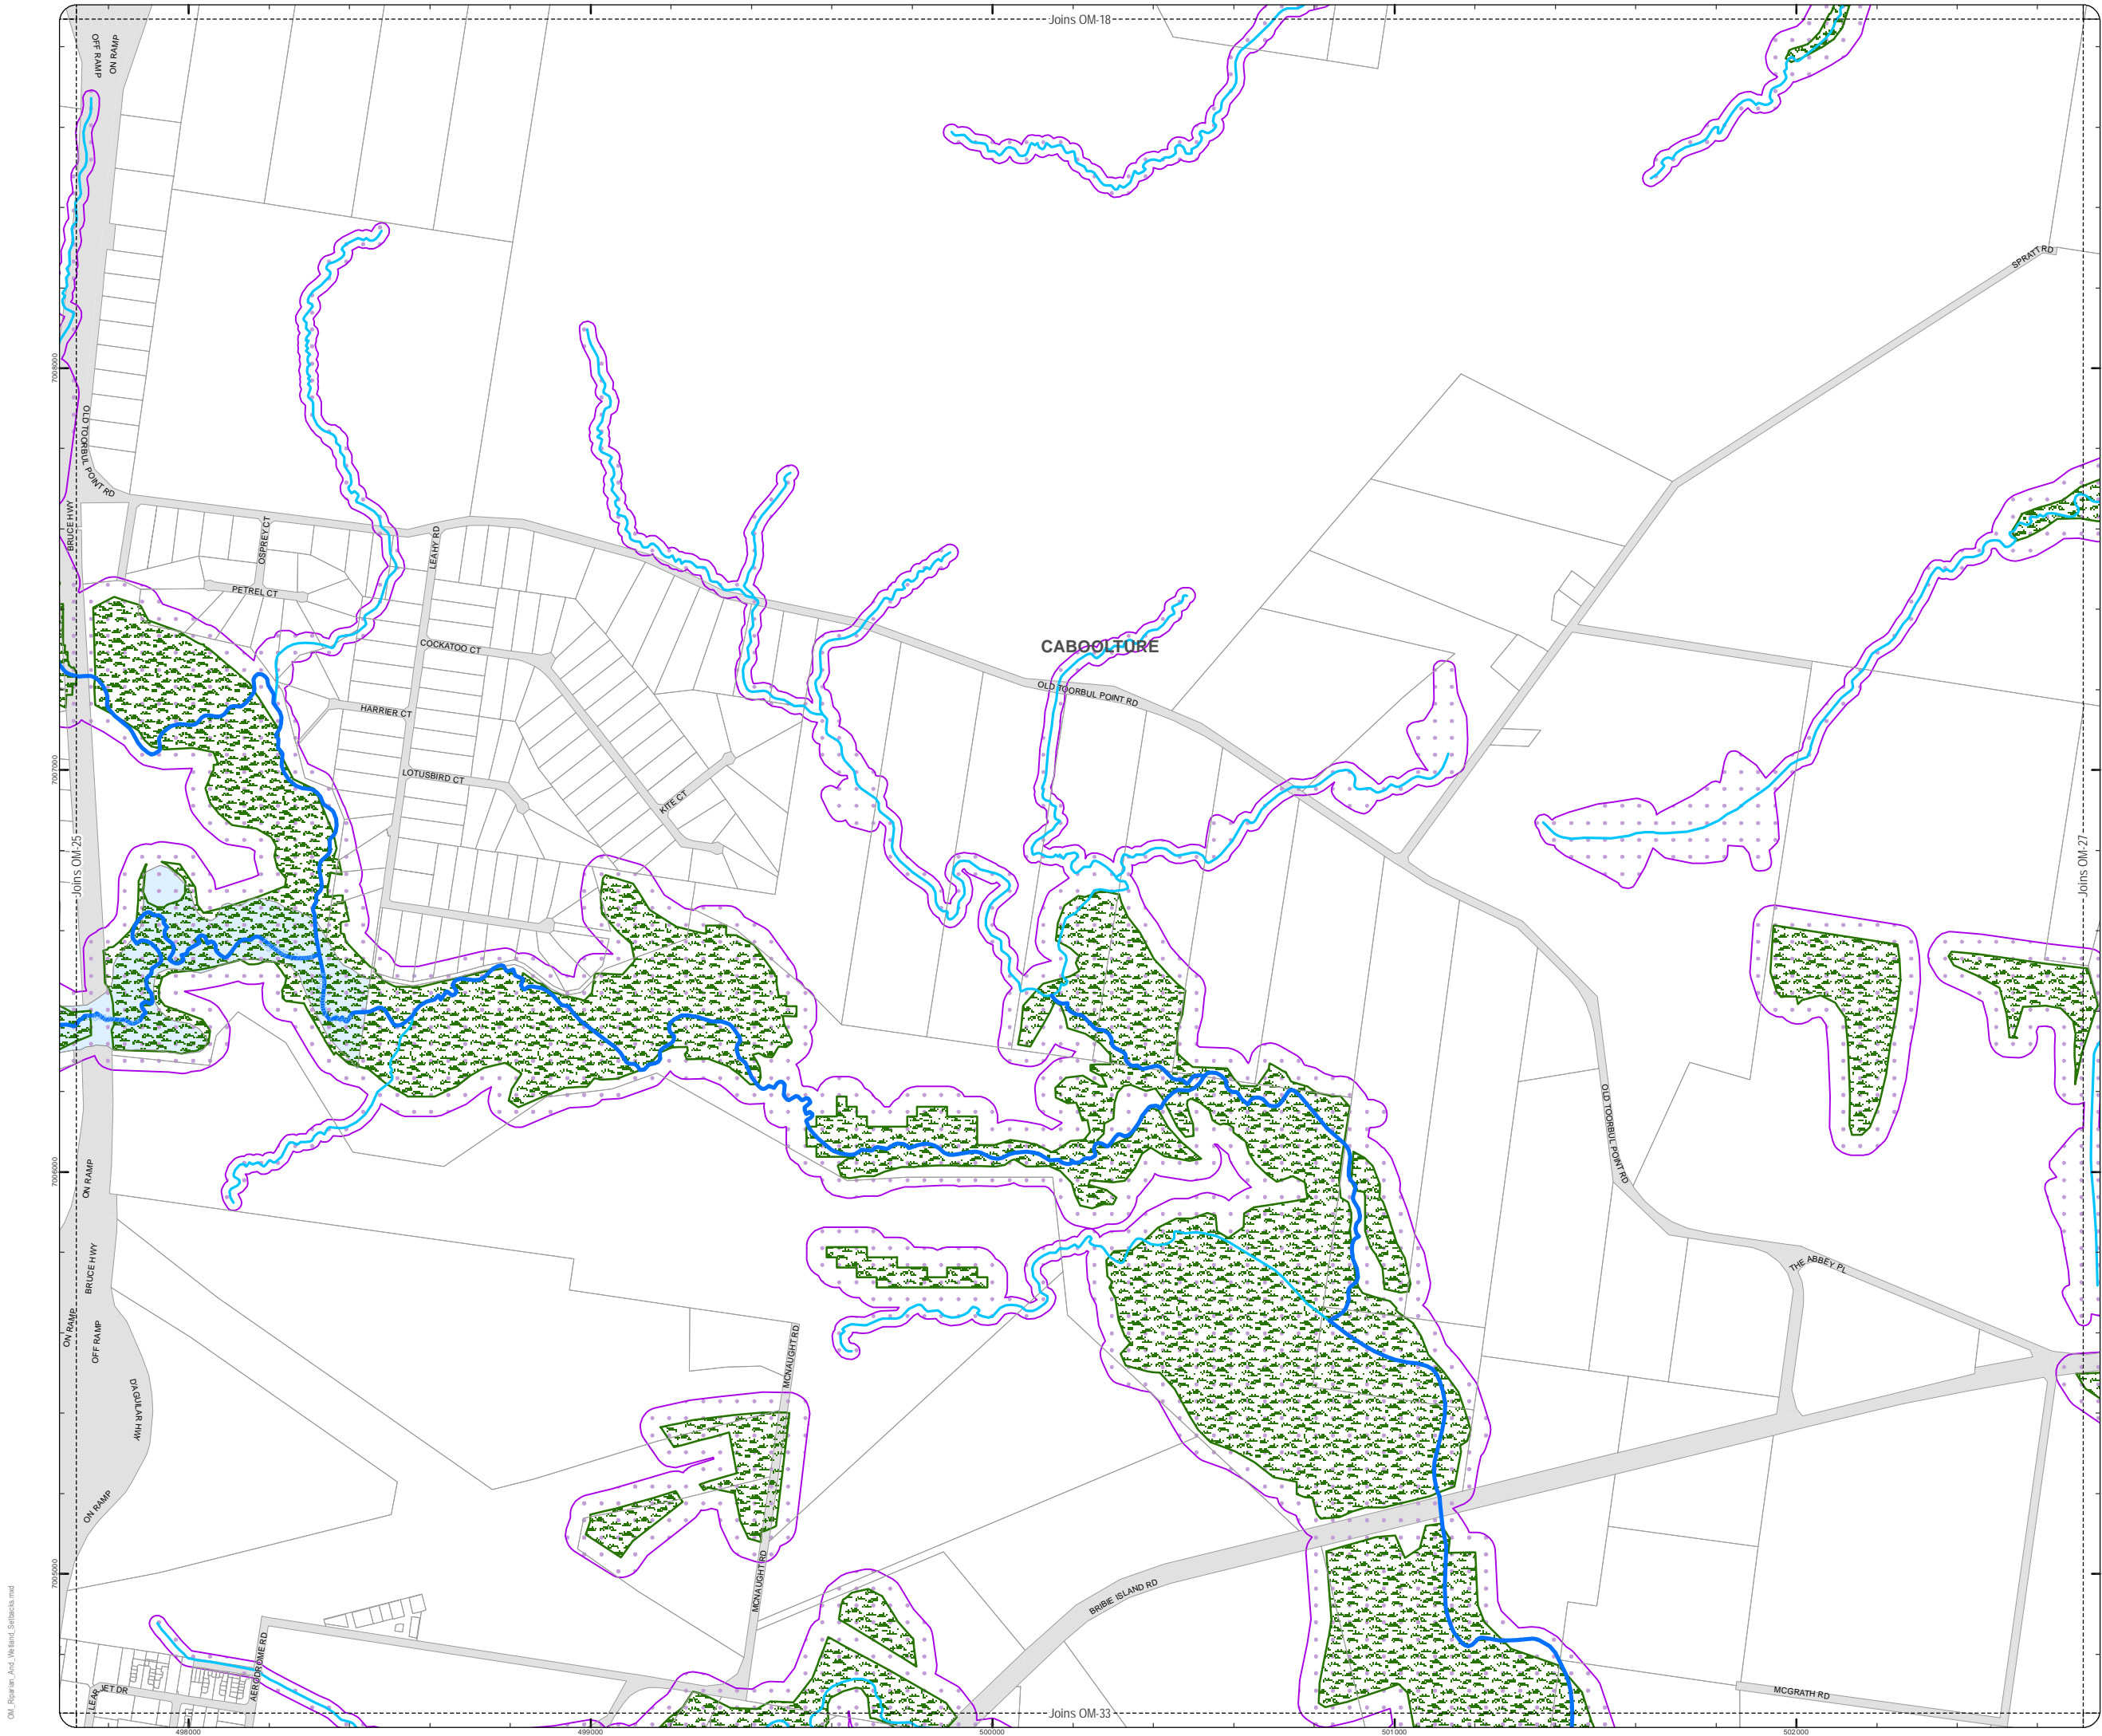 Joins OM-18
OFF RAMP
ON RAMP
SPRATT RD
7008000
OLD TOORBUL POINT RD
BRUCE HWY
OSPREY CT
LEAHY RD
PETREL CT
COCKATOO CT
CABOOLTURE
OLD TOORBUL POINT RD
HARRIER CT
7007000
LOTUSBIRD CT
KITE CT
Joins OM-25
Joins OM-27
OLD TOORBUL POINT RD
7006000
ON RAMP
BRUCE HWY
THE ABBEY PL
ON RAMP
OFF RAMP
MCNAUGHT RD
D'AGUILAR HWY
ON RAMP
7005000
MCNAUGHT RD
BRIBIE ISLAND RD
AERODROME RD
LEAR JET DR
MCGRATH RD
Joins OM-33
498000
499000
500000
501000
502000
OM_Riparian_And_Wetland_Setbacks.mxd